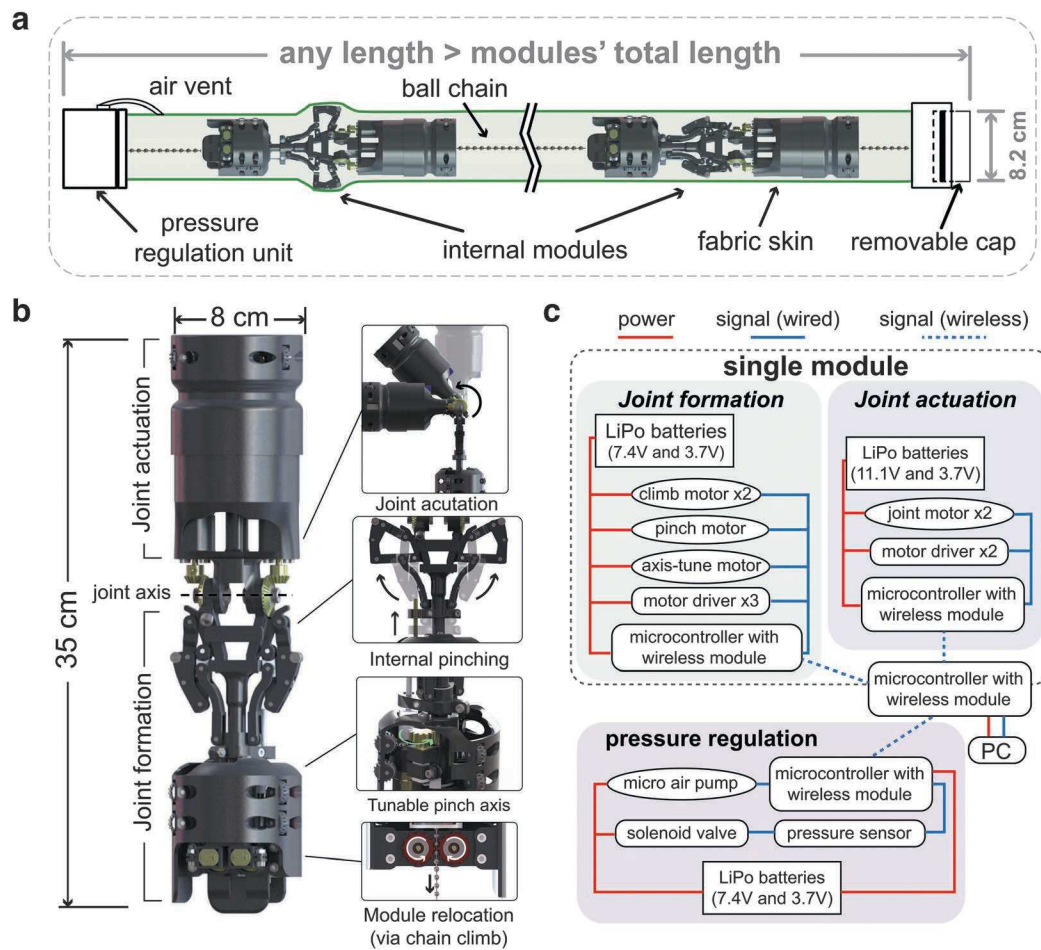 a
any length > modules' total length
air vent
ball chain
8.2 cm
pressure
regulation unit
internal modules
fabric skin
removable cap
b
8 cm
35 cm
Joint actuation
joint axis
Joint formation
Joint acutation
Internal pinching
Tunable pinch axis
Module relocation
(via chain climb)
c
power
signal (wired)
signal (wireless)
single module
Joint formation
LiPo batteries
(7.4V and 3.7V)
climb motor x2
pinch motor
axis-tune motor
motor driver x3
microcontroller with
wireless module
Joint actuation
LiPo batteries
(11.1V and 3.7V)
joint motor x2
motor driver x2
microcontroller with
wireless module
microcontroller with
wireless module
PC
pressure regulation
micro air pump
microcontroller with
wireless module
solenoid valve
pressure sensor
LiPo batteries
(7.4V and 3.7V)